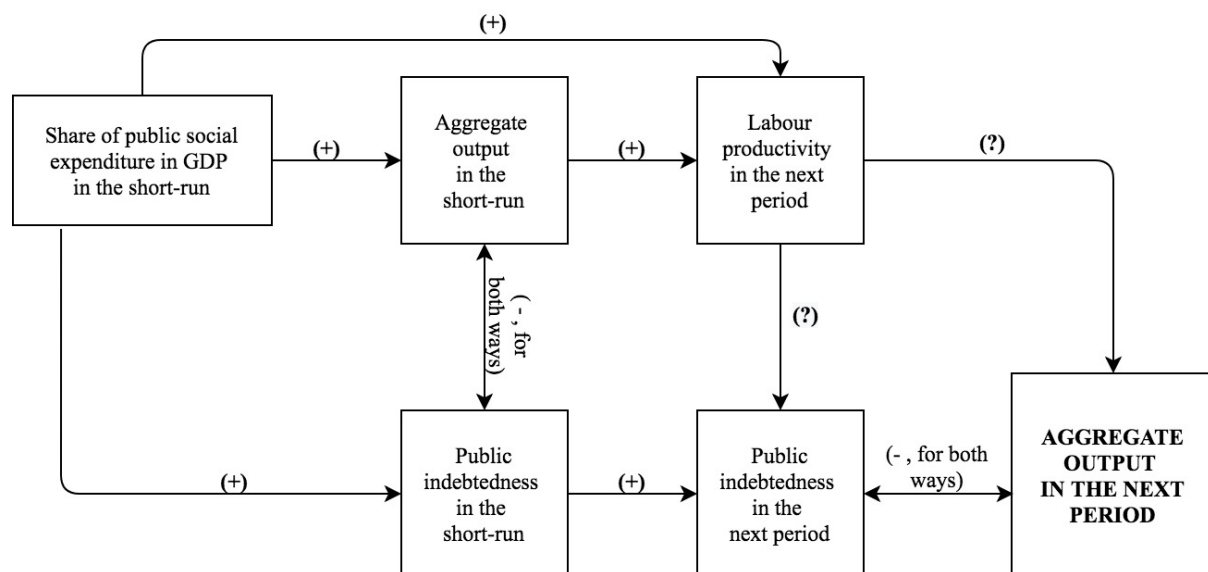 (+)
Share of public social
expenditure in GDP
in the short-run
(+)
Aggregate
output
in the
short-run
(+)
Labour
productivity
in the next
period
(?)
( - , for
both ways)
(?)
(+)
Public
indebtedness
in the
short-run
(+)
Public
indebtedness
in the
next period
(- , for both
ways)
AGGREGATE
OUTPUT
IN THE NEXT
PERIOD